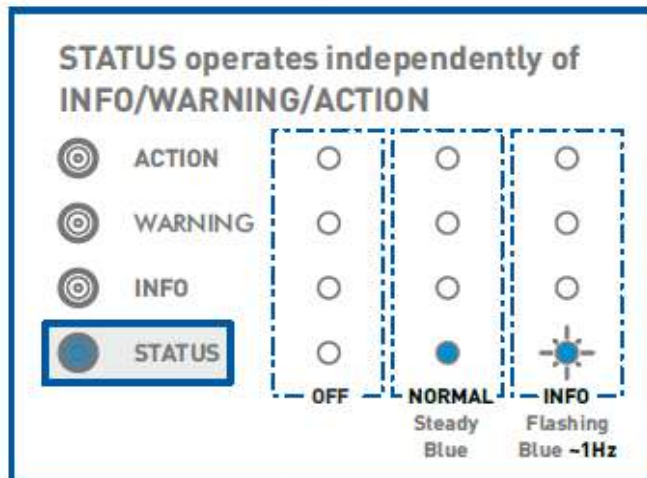 STATUS operates independently of
INFO/WARNING/ACTION
ACTION
WARNING
INFO
STATUS
OFF
NORMAL
Steady
Blue
INFO
Flashing
Blue ~1Hz